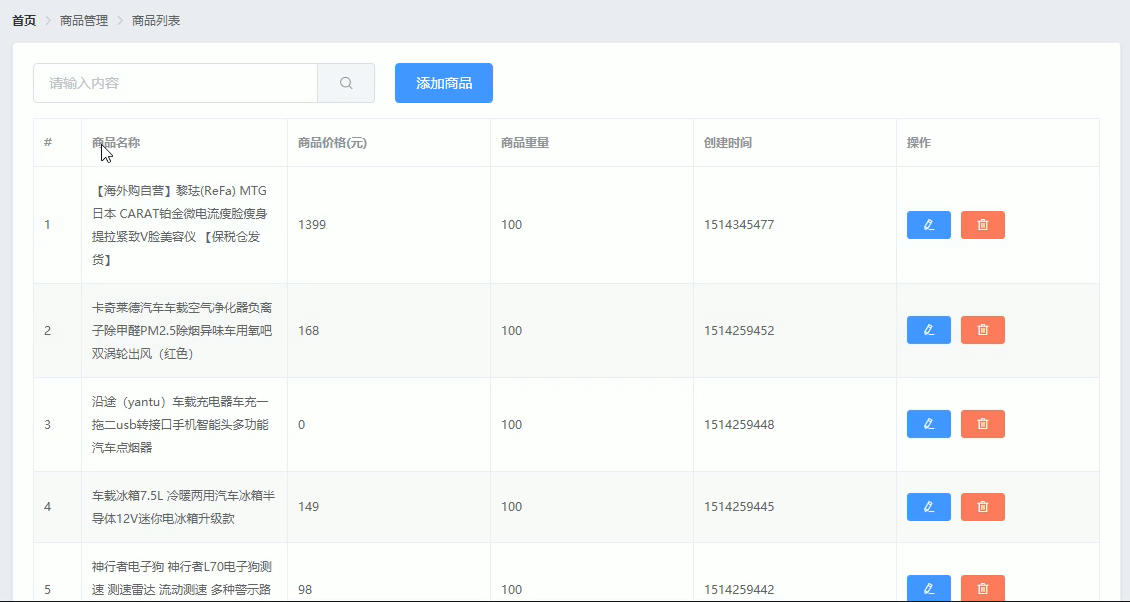 首页 > 商品管理 > 商品列表
请输入内容
添加商品
# 商品名称 商品价格(元) 商品重量 创建时间 操作
【海外购自营】黎珐(ReFa) MTG
日本 CARAT铂金微电流瘦脸瘦身
1 1399 100 1514345477
提拉紧致V脸美容仪 【保税仓发
货】
卡奇莱德汽车车载空气净化器负离
2 子除甲醛PM2.5除烟异味车用氧吧 168 100 1514259452
双涡轮出风（红色）
沿途（yantu）车载充电器车充一
3 拖二usb转接口手机智能头多功能 0 100 1514259448
汽车点烟器
车载冰箱7.5L 冷暖两用汽车冰箱半
4 149 100 1514259445
导体12V迷你电冰箱升级款
神行者电子狗 神行者L70电子狗测
5 速 测速雷达 流动测速 多种警示路 98 100 1514259442